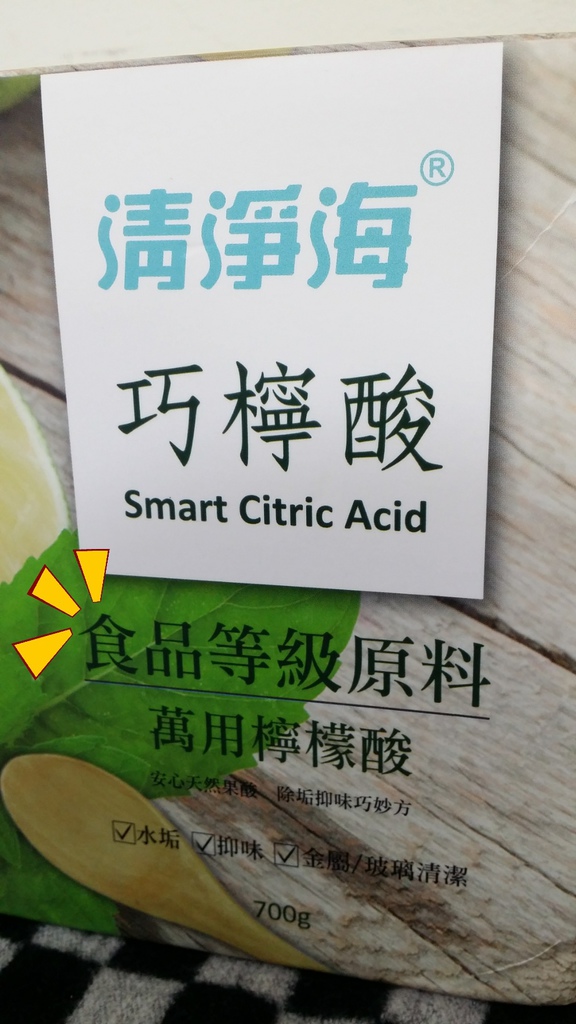 清淨海®
巧檸酸
Smart Citric Acid
食品等級原料
萬用檸檬酸
安心天然果酸 除垢抑味巧妙方
☑水垢 ☑抑味 ☑金屬/玻璃清潔
700g